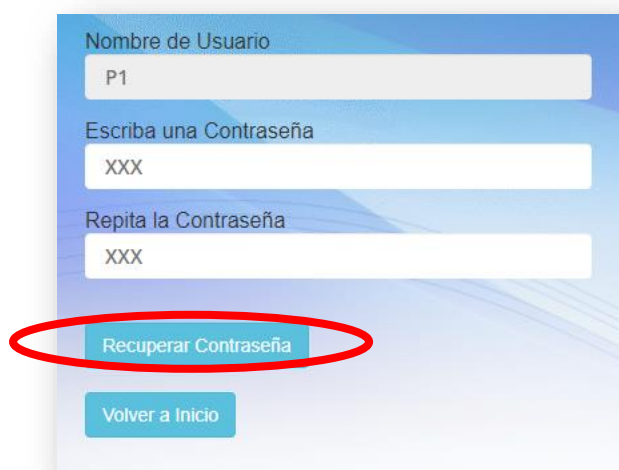 Nombre de Usuario
P1
Escriba una Contraseña
XXX
Repita la Contraseña
XXX
Recuperar Contraseña
Volver a Inicio